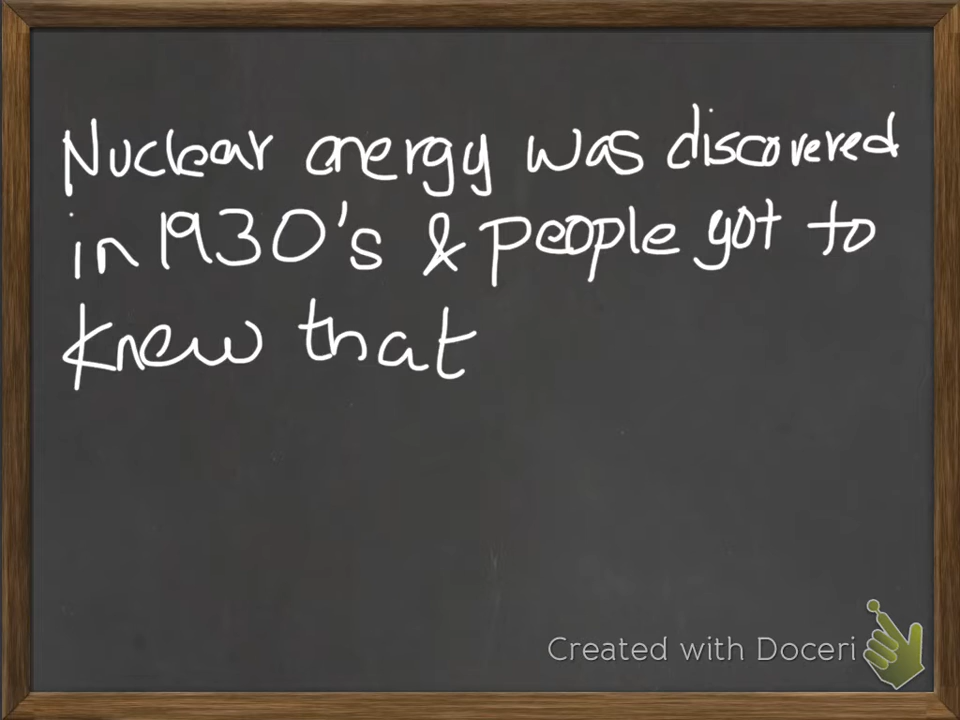 Nuclear energy was discovered
in 1930's & people got to
knew that
Created with Doceri